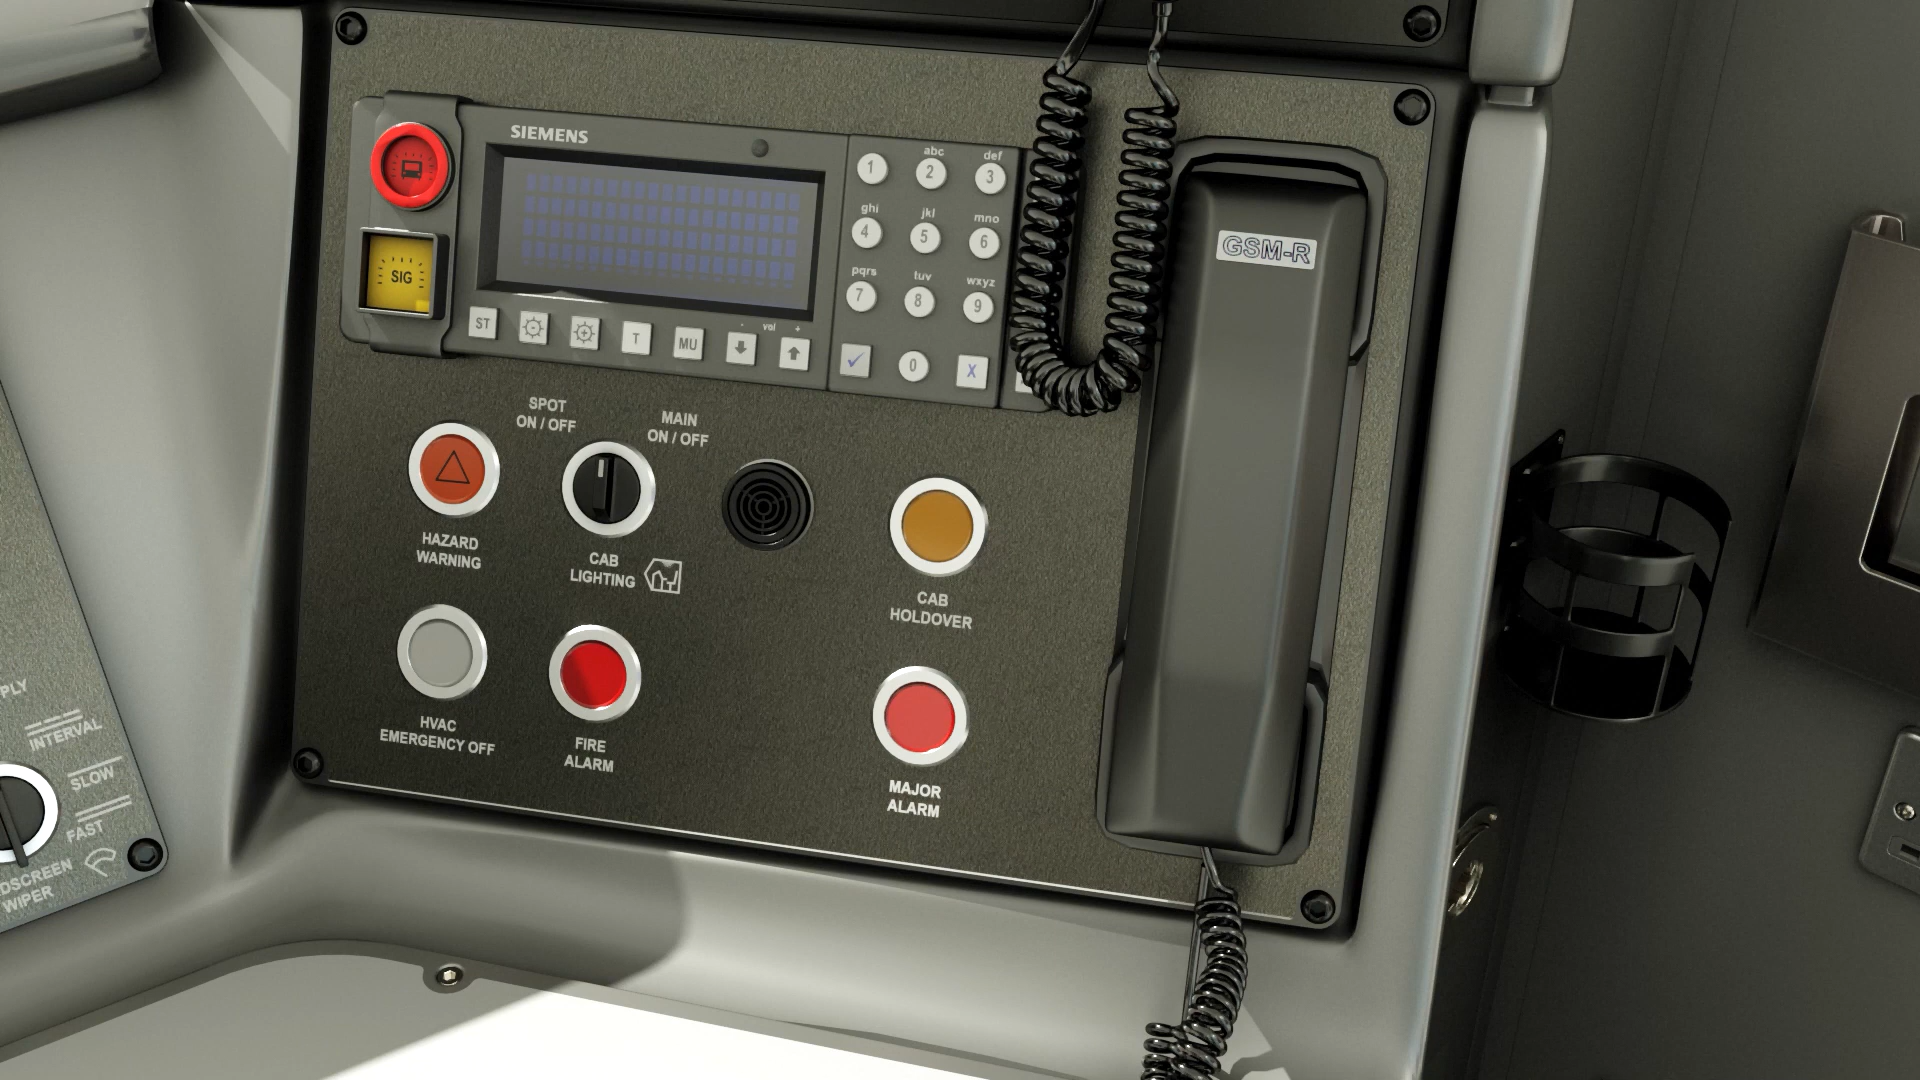 SIEMENS
1
abc
2
def
3
ghi
4
jkl
5
mno
6
pqrs
7
tuv
8
wxyz
9
0
X
SIG
ST
T
MU
- vol +
GSM-R
SPOT
ON / OFF
MAIN
ON / OFF
HAZARD
WARNING
CAB
LIGHTING
CAB
HOLDOVER
HVAC
EMERGENCY OFF
FIRE
ALARM
MAJOR
ALARM
INTERVAL
SLOW
FAST
WIPER